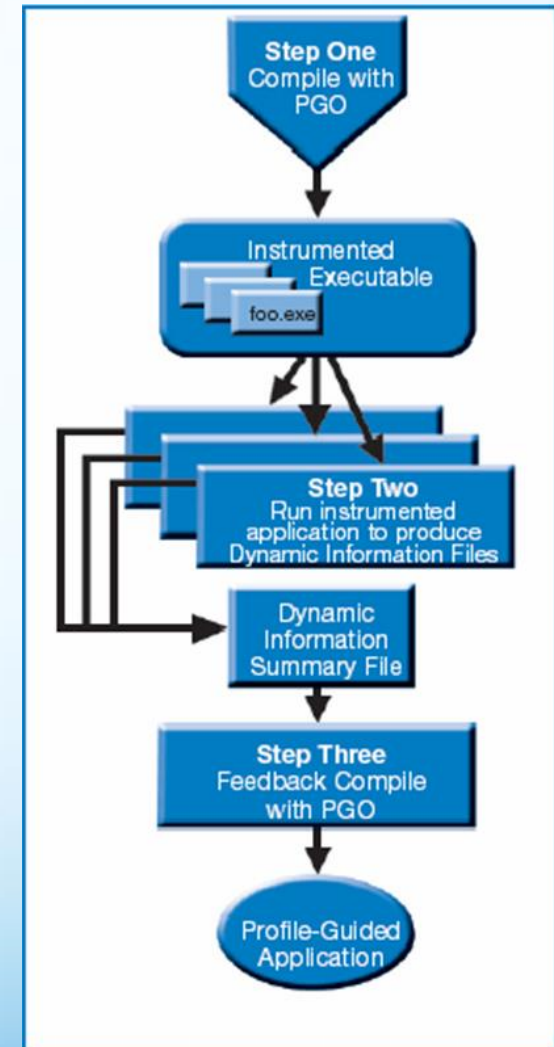 Step One
Compile with
PGO
Instrumented
Executable
foo.exe
Step Two
Run instrumented
application to produce
Dynamic Information Files
Dynamic
Information
Summary File
Step Three
Feedback Compile
with PGO
Profile-Guided
Application